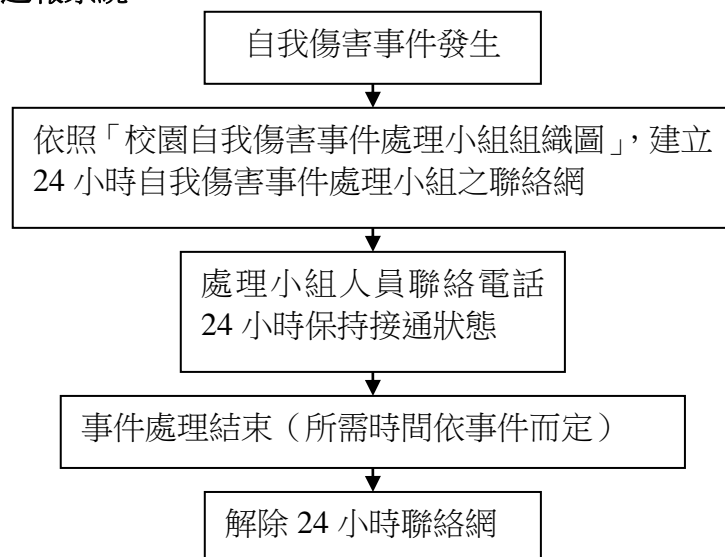 自我傷害事件發生
依照「校園自我傷害事件處理小組組織圖」，建立
24 小時自我傷害事件處理小組之聯絡網
處理小組人員聯絡電話
24 小時保持接通狀態
事件處理結束（所需時間依事件而定）
解除 24 小時聯絡網